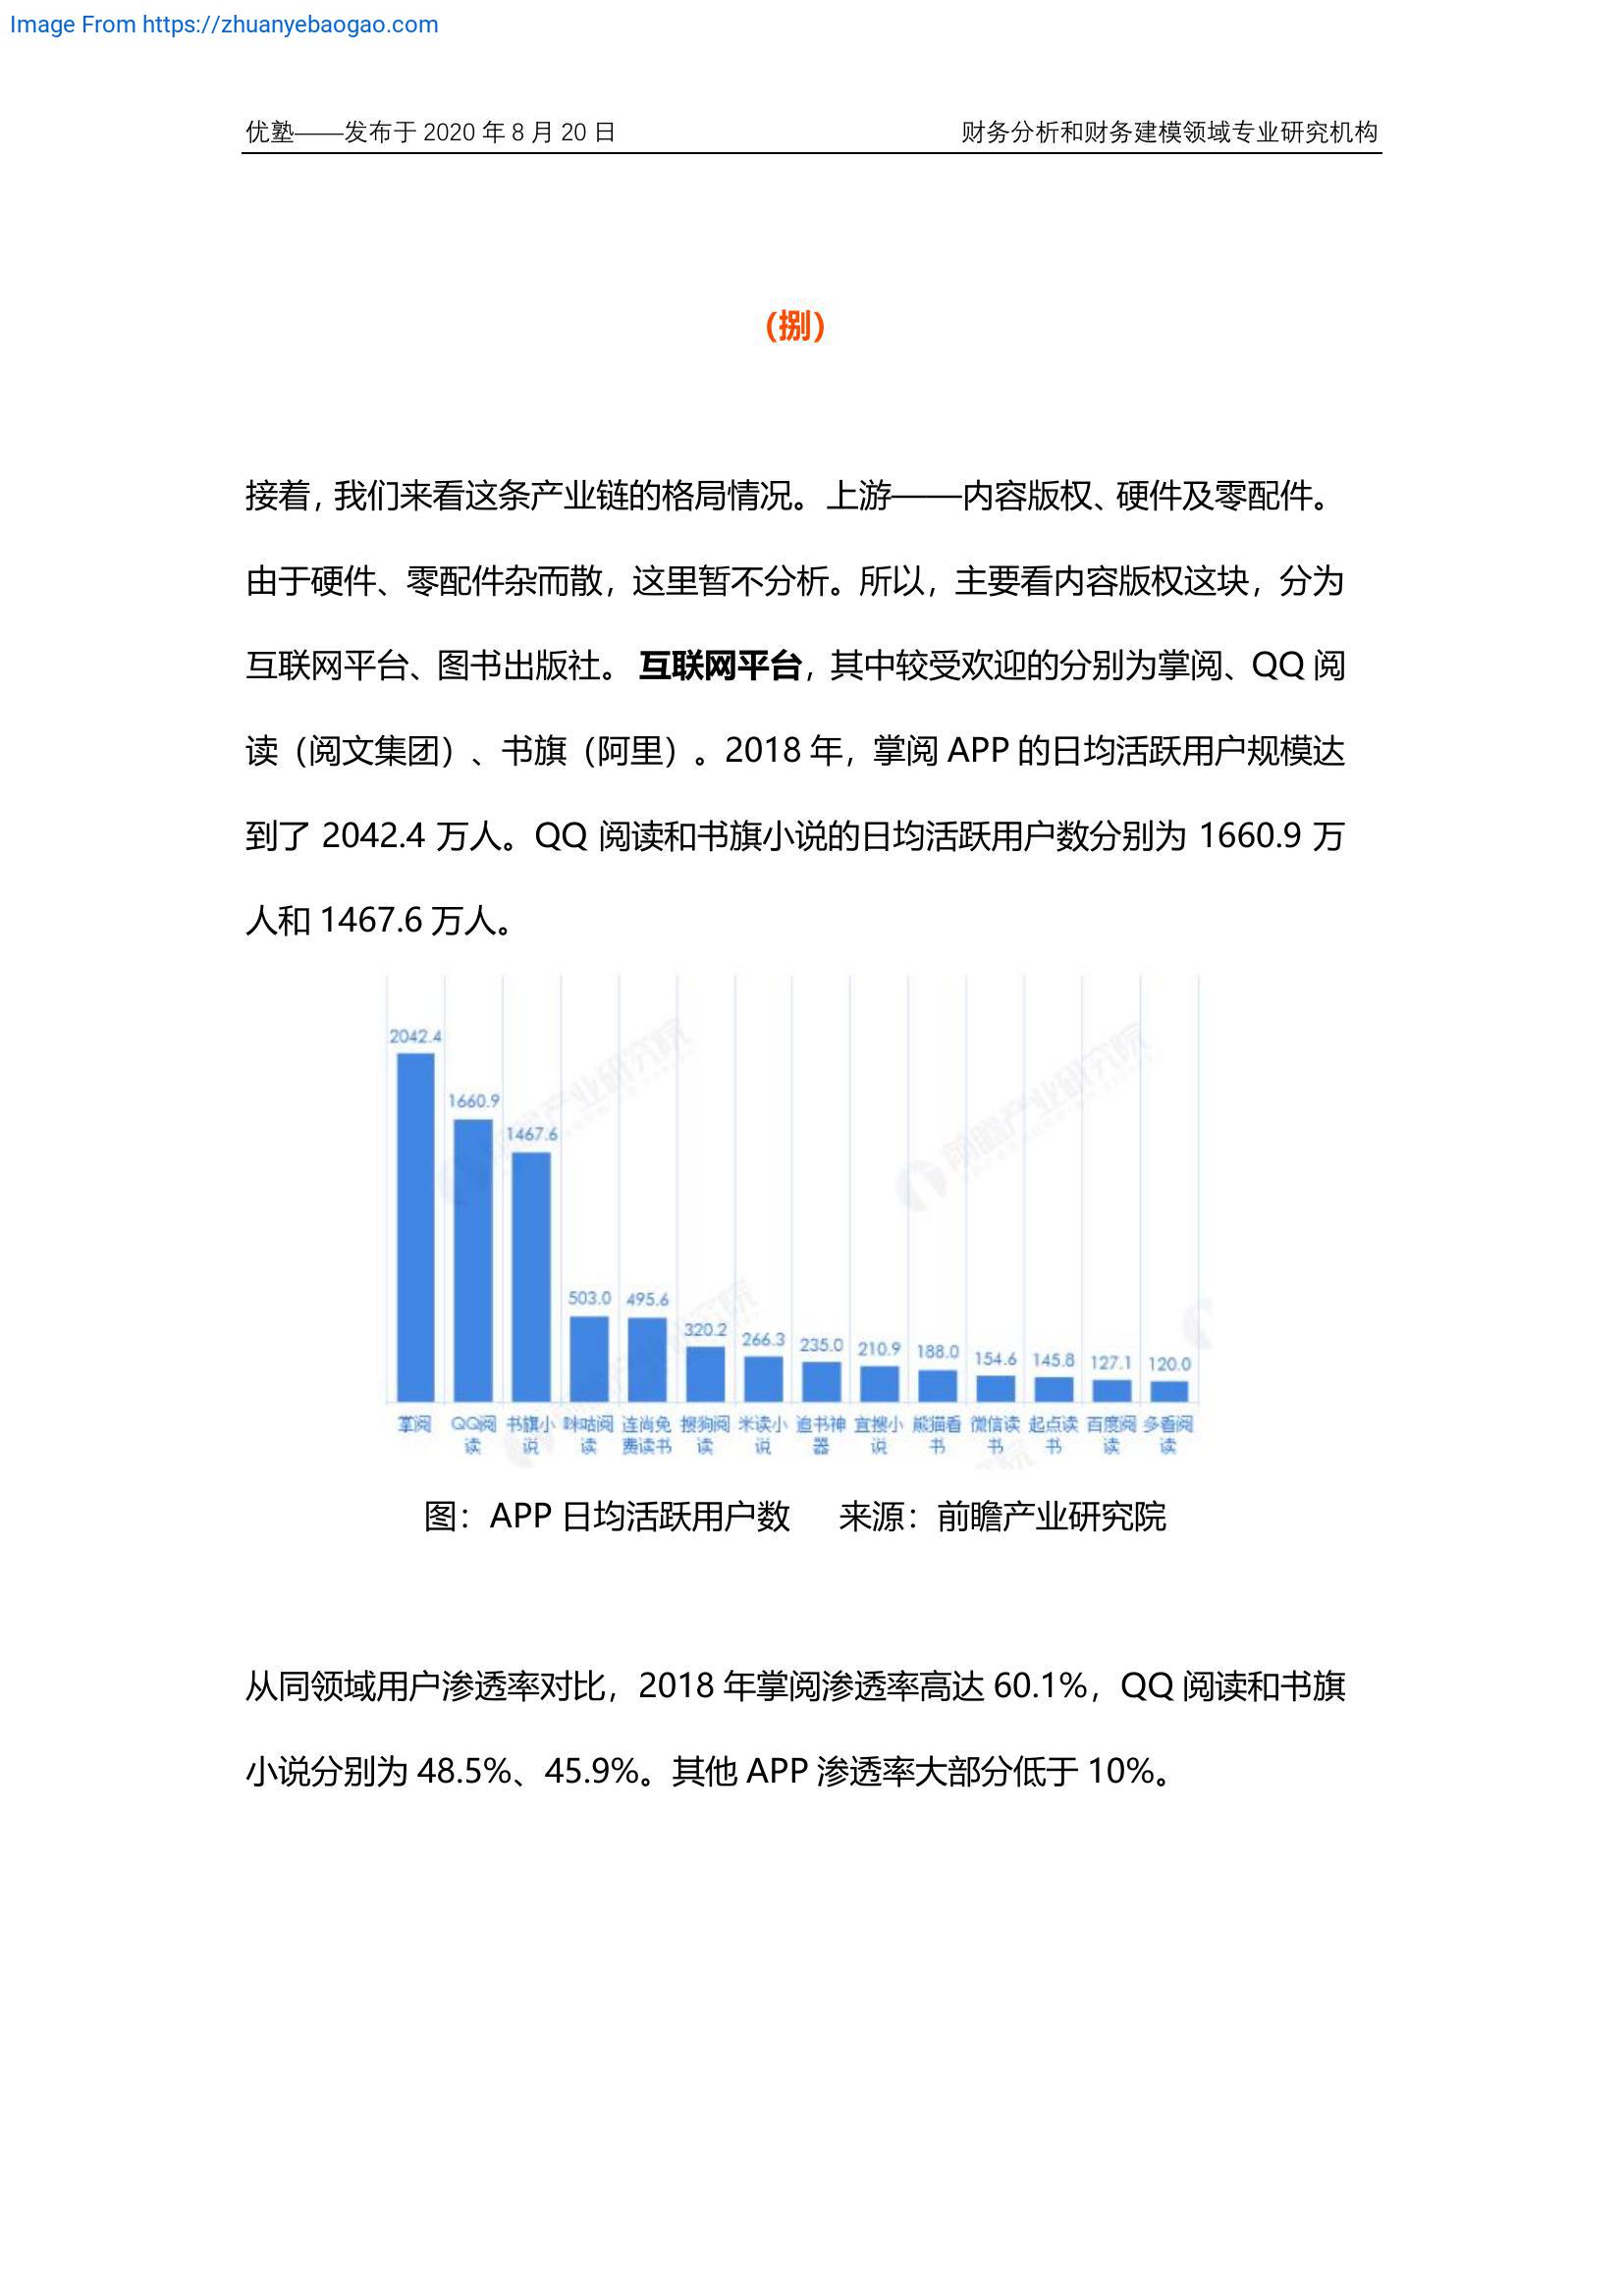 Image From https://zhuanyebaogao.com
优塾——发布于 2020 年 8 月 20 日 财务分析和财务建模领域专业研究机构
(捌)
接着，我们来看这条产业链的格局情况。上游——内容版权、硬件及零配件。
由于硬件、零配件杂而散，这里暂不分析。所以，主要看内容版权这块，分为
互联网平台、图书出版社。 互联网平台，其中较受欢迎的分别为掌阅、QQ 阅
读（阅文集团）、书旗（阿里）。2018 年，掌阅 APP 的日均活跃用户规模达
到了 2042.4 万人。QQ 阅读和书旗小说的日均活跃用户数分别为 1660.9 万
人和 1467.6 万人。
2042.4
1660.9
1467.6
503.0 495.6
320.2
266.3 235.0 210.9 188.0 154.6 145.8 127.1 120.0
掌阅 QQ阅 书旗小 咪咕阅 连尚免 搜狗阅 米读小 追书神 宜搜小 熊猫看 微信读 起点读 百度阅 多看阅
读 说 读 费读书 读 说 器 说 书 书 书 读 读
前瞻产业研究院
前瞻产业研究院
图：APP 日均活跃用户数 来源：前瞻产业研究院
从同领域用户渗透率对比，2018 年掌阅渗透率高达 60.1%，QQ 阅读和书旗
小说分别为 48.5%、45.9%。其他 APP 渗透率大部分低于 10%。